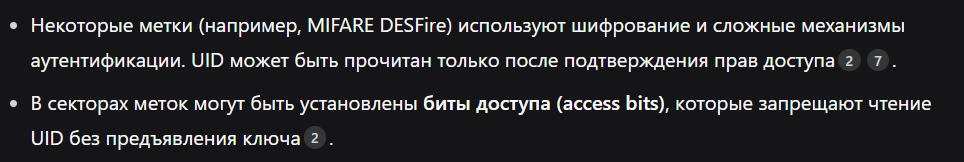 • Некоторые метки (например, MIFARE DESFire) используют шифрование и сложные механизмы
аутентификации. UID может быть прочитан только после подтверждения прав доступа 2 7 .
• В секторах меток могут быть установлены биты доступа (access bits), которые запрещают чтение
UID без предъявления ключа 2 .